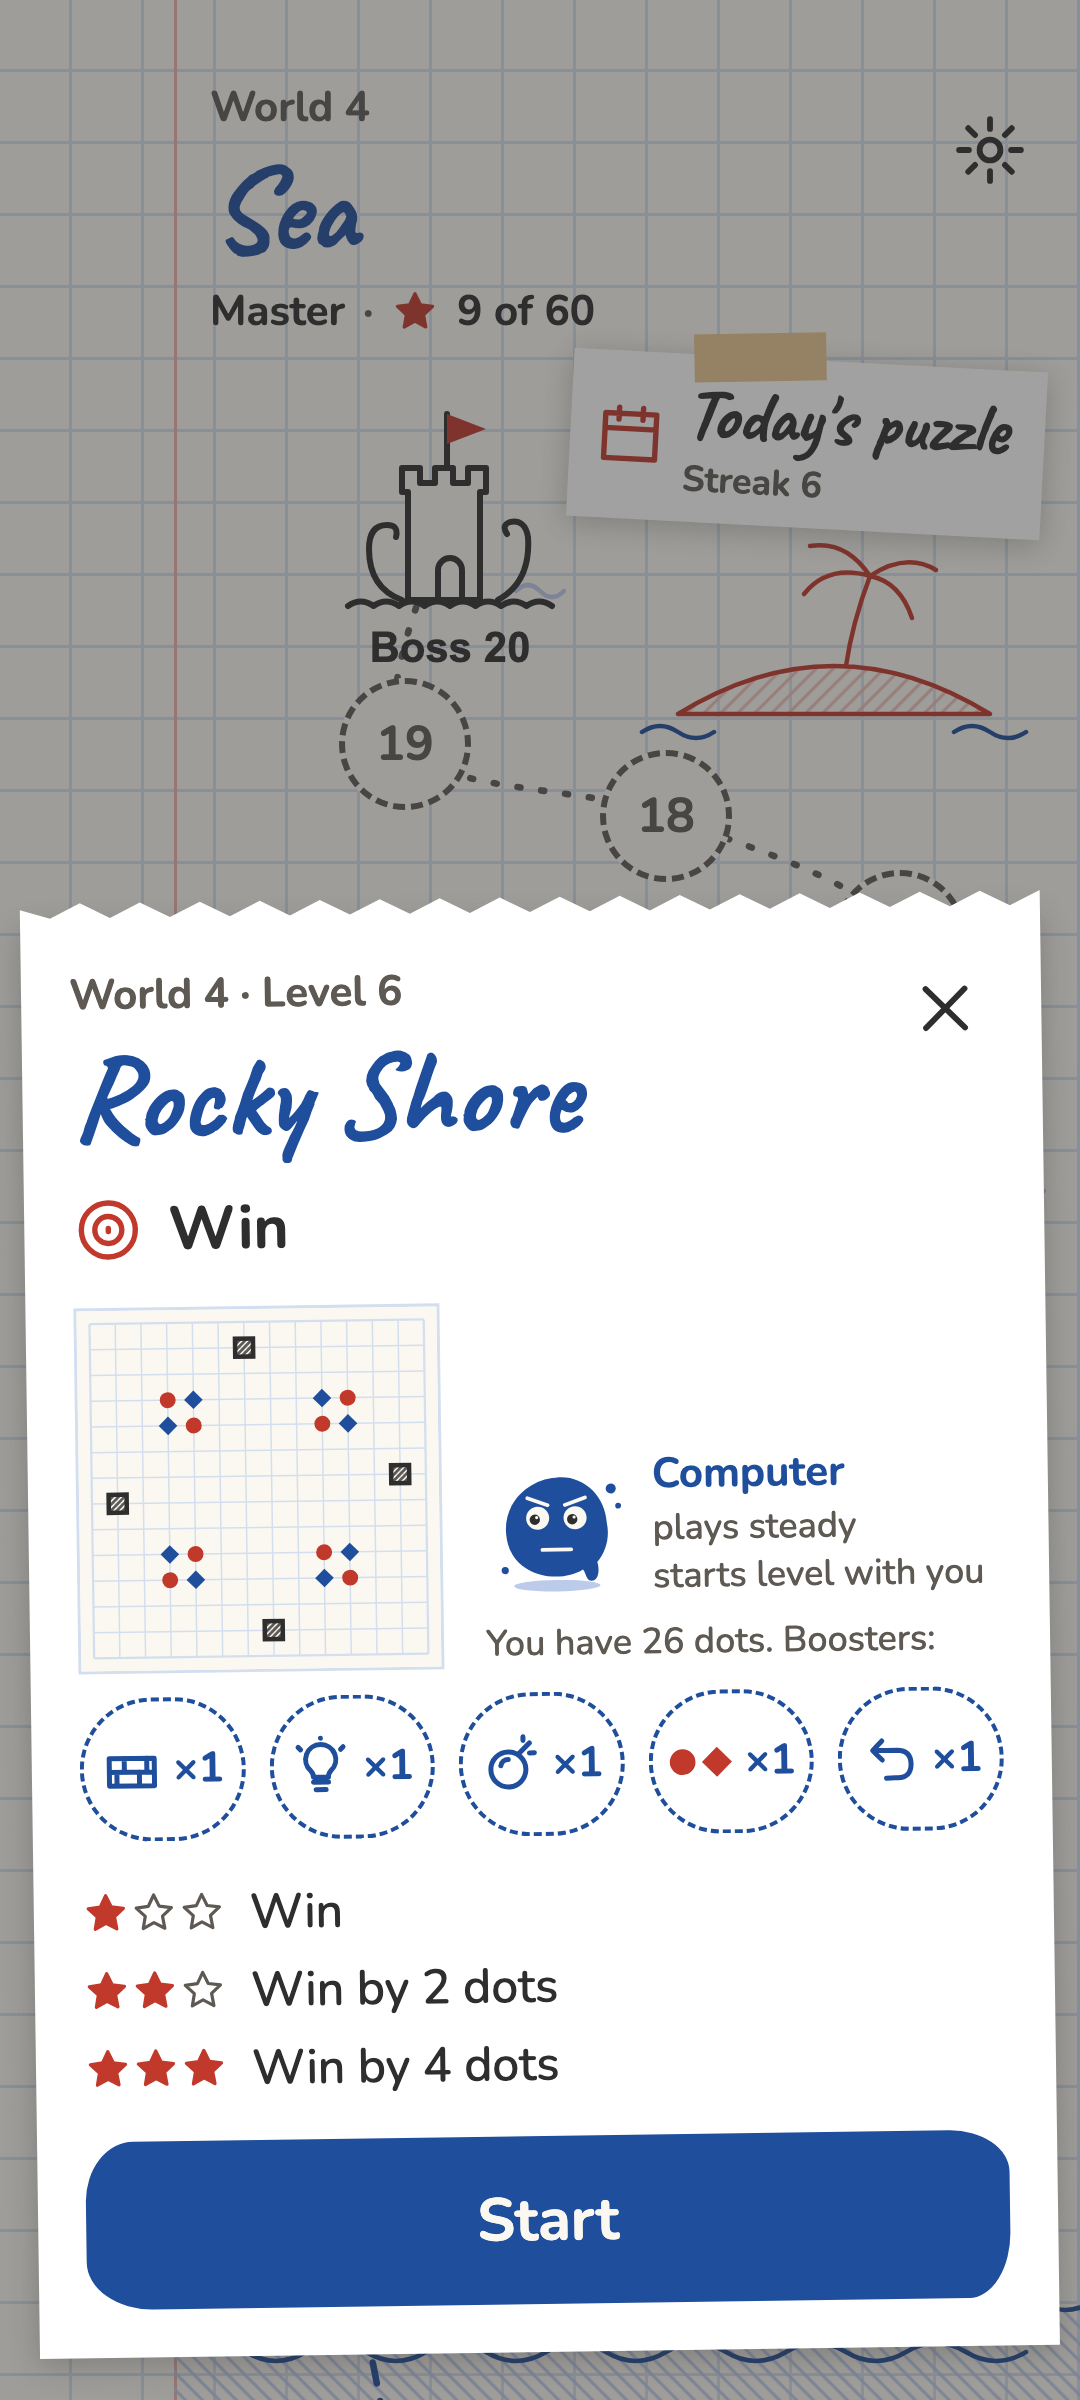 World 4
Sea
Master · 9 of 60
Today's puzzle
Streak 6
Boss 20
19
18
World 4 · Level 6
Rocky Shore
Win
Computer
plays steady
starts level with you
You have 26 dots. Boosters:
×1 ×1 ×1 ×1 ×1
Win
Win by 2 dots
Win by 4 dots
Start